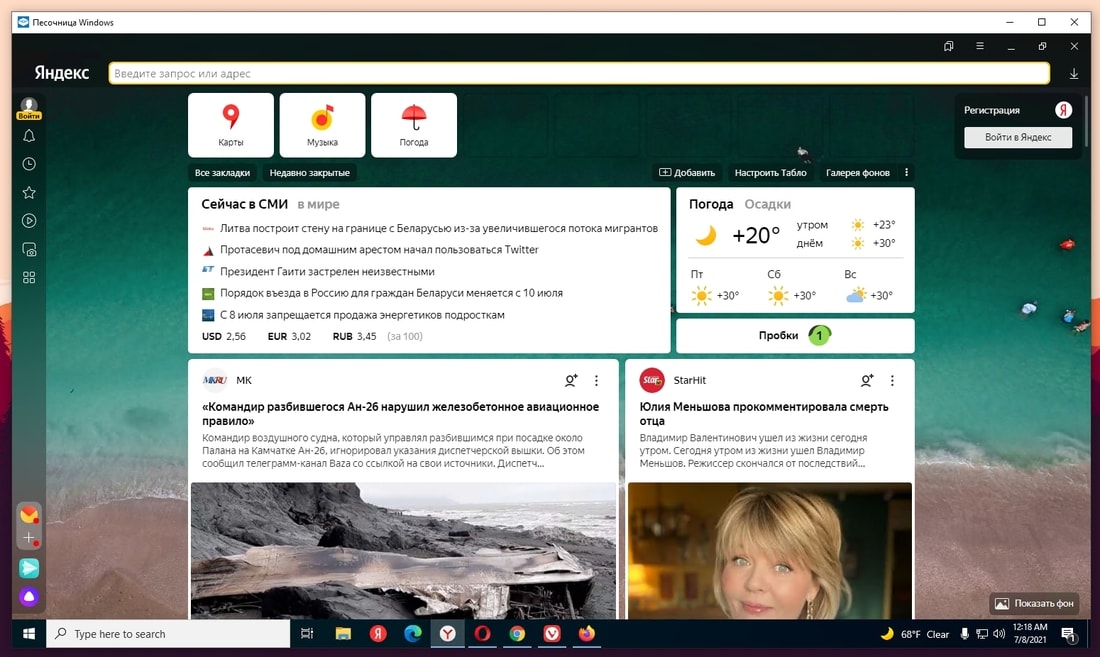 Песочница Windows
Яндекс
Введите запрос или адрес
Войти
Карты
Музыка
Погода
Регистрация
Я
Войти в Яндекс
Все закладки
Недавно закрытые
Добавить
Настроить Табло
Галерея фонов
Сейчас в СМИ в мире
Литва построит стену на границе с Беларусью из-за увеличившегося потока мигрантов
Протасевич под домашним арестом начал пользоваться Twitter
Президент Гаити застрелен неизвестными
Порядок въезда в Россию для граждан Беларуси меняется с 10 июля
С 8 июля запрещается продажа энергетиков подросткам
USD 2,56 EUR 3,02 RUB 3,45 (за 100)
Погода Осадки
+20°
утром +23°
днём +30°
Пт Сб Вс
+30° +30° +30°
Пробки 1
MKRU МК
«Командир разбившегося Ан-26 нарушил железобетонное авиационное
правило»
Командир воздушного судна, который управлял разбившимся при посадке около
Палана на Камчатке Ан-26, игнорировал указания диспетчерской вышки. Об этом
сообщил телеграмм-канал Baza со ссылкой на свои источники. Диспетч...
Star StarHit
Юлия Меньшова прокомментировала смерть
отца
Владимир Валентинович ушел из жизни сегодня
утром. Сегодня утром из жизни ушел Владимир
Меньшов. Режиссер скончался от последствий...
Показать фон
Type here to search
Я
68°F Clear
12:18 AM
7/8/2021
1